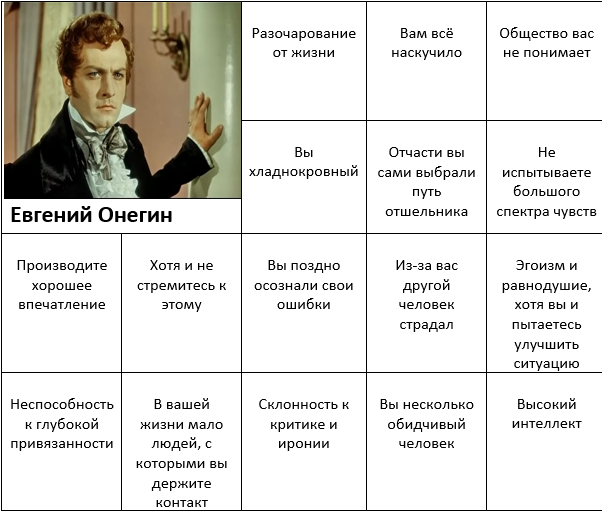 Разочарование
от жизни
Вам всё
наскучило
Общество вас
не понимает
Вы
хладнокровный
Отчасти вы
сами выбрали
путь
отшельника
Не
испытываете
большого
спектра чувств
Евгений Онегин
Производите
хорошее
впечатление
Хотя и не
стремитесь к
этому
Вы поздно
осознали свои
ошибки
Из-за вас
другой
человек
страдал
Эгоизм и
равнодушие,
хотя вы и
пытаетесь
улучшить
ситуацию
Неспособность
к глубокой
привязанности
В вашей
жизни мало
людей, с
которыми вы
держите
контакт
Склонность к
критике и
иронии
Вы несколько
обидчивый
человек
Высокий
интеллект